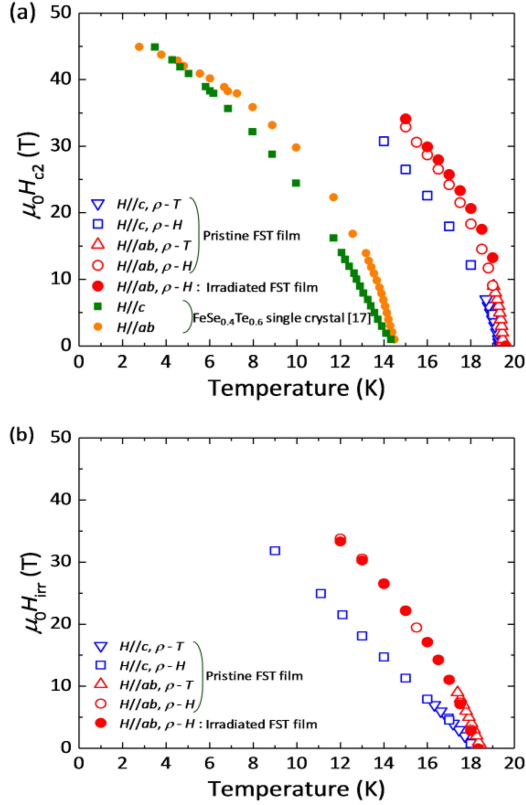 (a)
50
40
30
20
10
0
μ₀Hc2 (T)
H//c, ρ - T
H//c, ρ - H
H//ab, ρ - T
H//ab, ρ - H
Pristine FST film
H//ab, ρ - H : Irradiated FST film
H//c
H//ab
FeSe0.4Te0.6 single crystal [17]
0 2 4 6 8 10 12 14 16 18 20
Temperature (K)
(b)
50
40
30
20
10
0
μ₀Hirr (T)
H//c, ρ - T
H//c, ρ - H
H//ab, ρ - T
H//ab, ρ - H
Pristine FST film
H//ab, ρ - H : Irradiated FST film
0 2 4 6 8 10 12 14 16 18 20
Temperature (K)